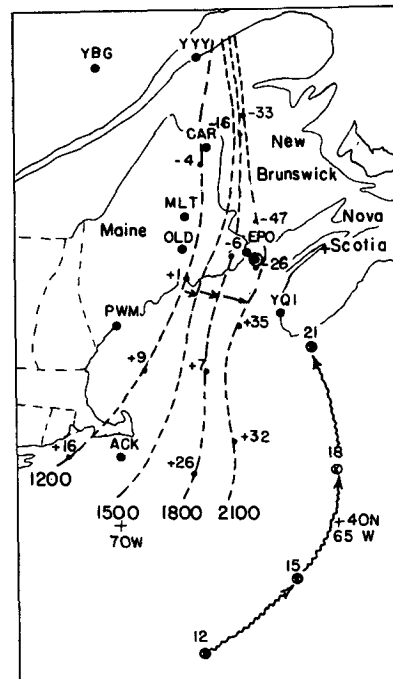 YBG
YYY
-33
-16
CAR
New
Brunswick
-4
MLT
-47
Nova
Maine
OLD
-6
EPO
Scotia
-26
+1
PWM
YQI
+35
21
+9
+7
+16
ACK
+32
18
1200
+26
1500
1800
2100
+40N
65 W
+
70W
15
12